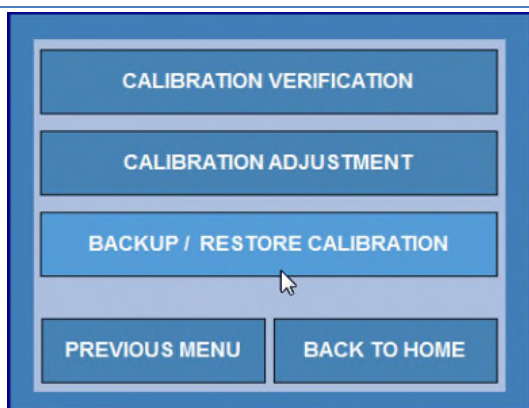 CALIBRATION VERIFICATION
CALIBRATION ADJUSTMENT
BACKUP / RESTORE CALIBRATION
PREVIOUS MENU
BACK TO HOME